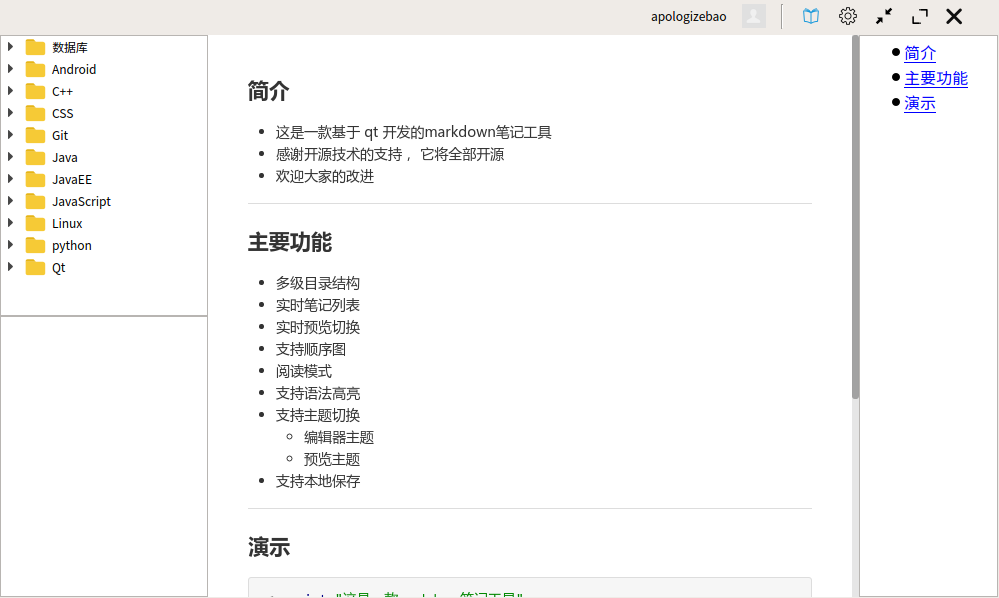 apologizebao
数据库
Android
C++
CSS
Git
Java
JavaEE
JavaScript
Linux
python
Qt
简介
这是一款基于 qt 开发的markdown笔记工具
感谢开源技术的支持 ，它将全部开源
欢迎大家的改进
主要功能
多级目录结构
实时笔记列表
实时预览切换
支持顺序图
阅读模式
支持语法高亮
支持主题切换
编辑器主题
预览主题
支持本地保存
演示
简介
主要功能
演示